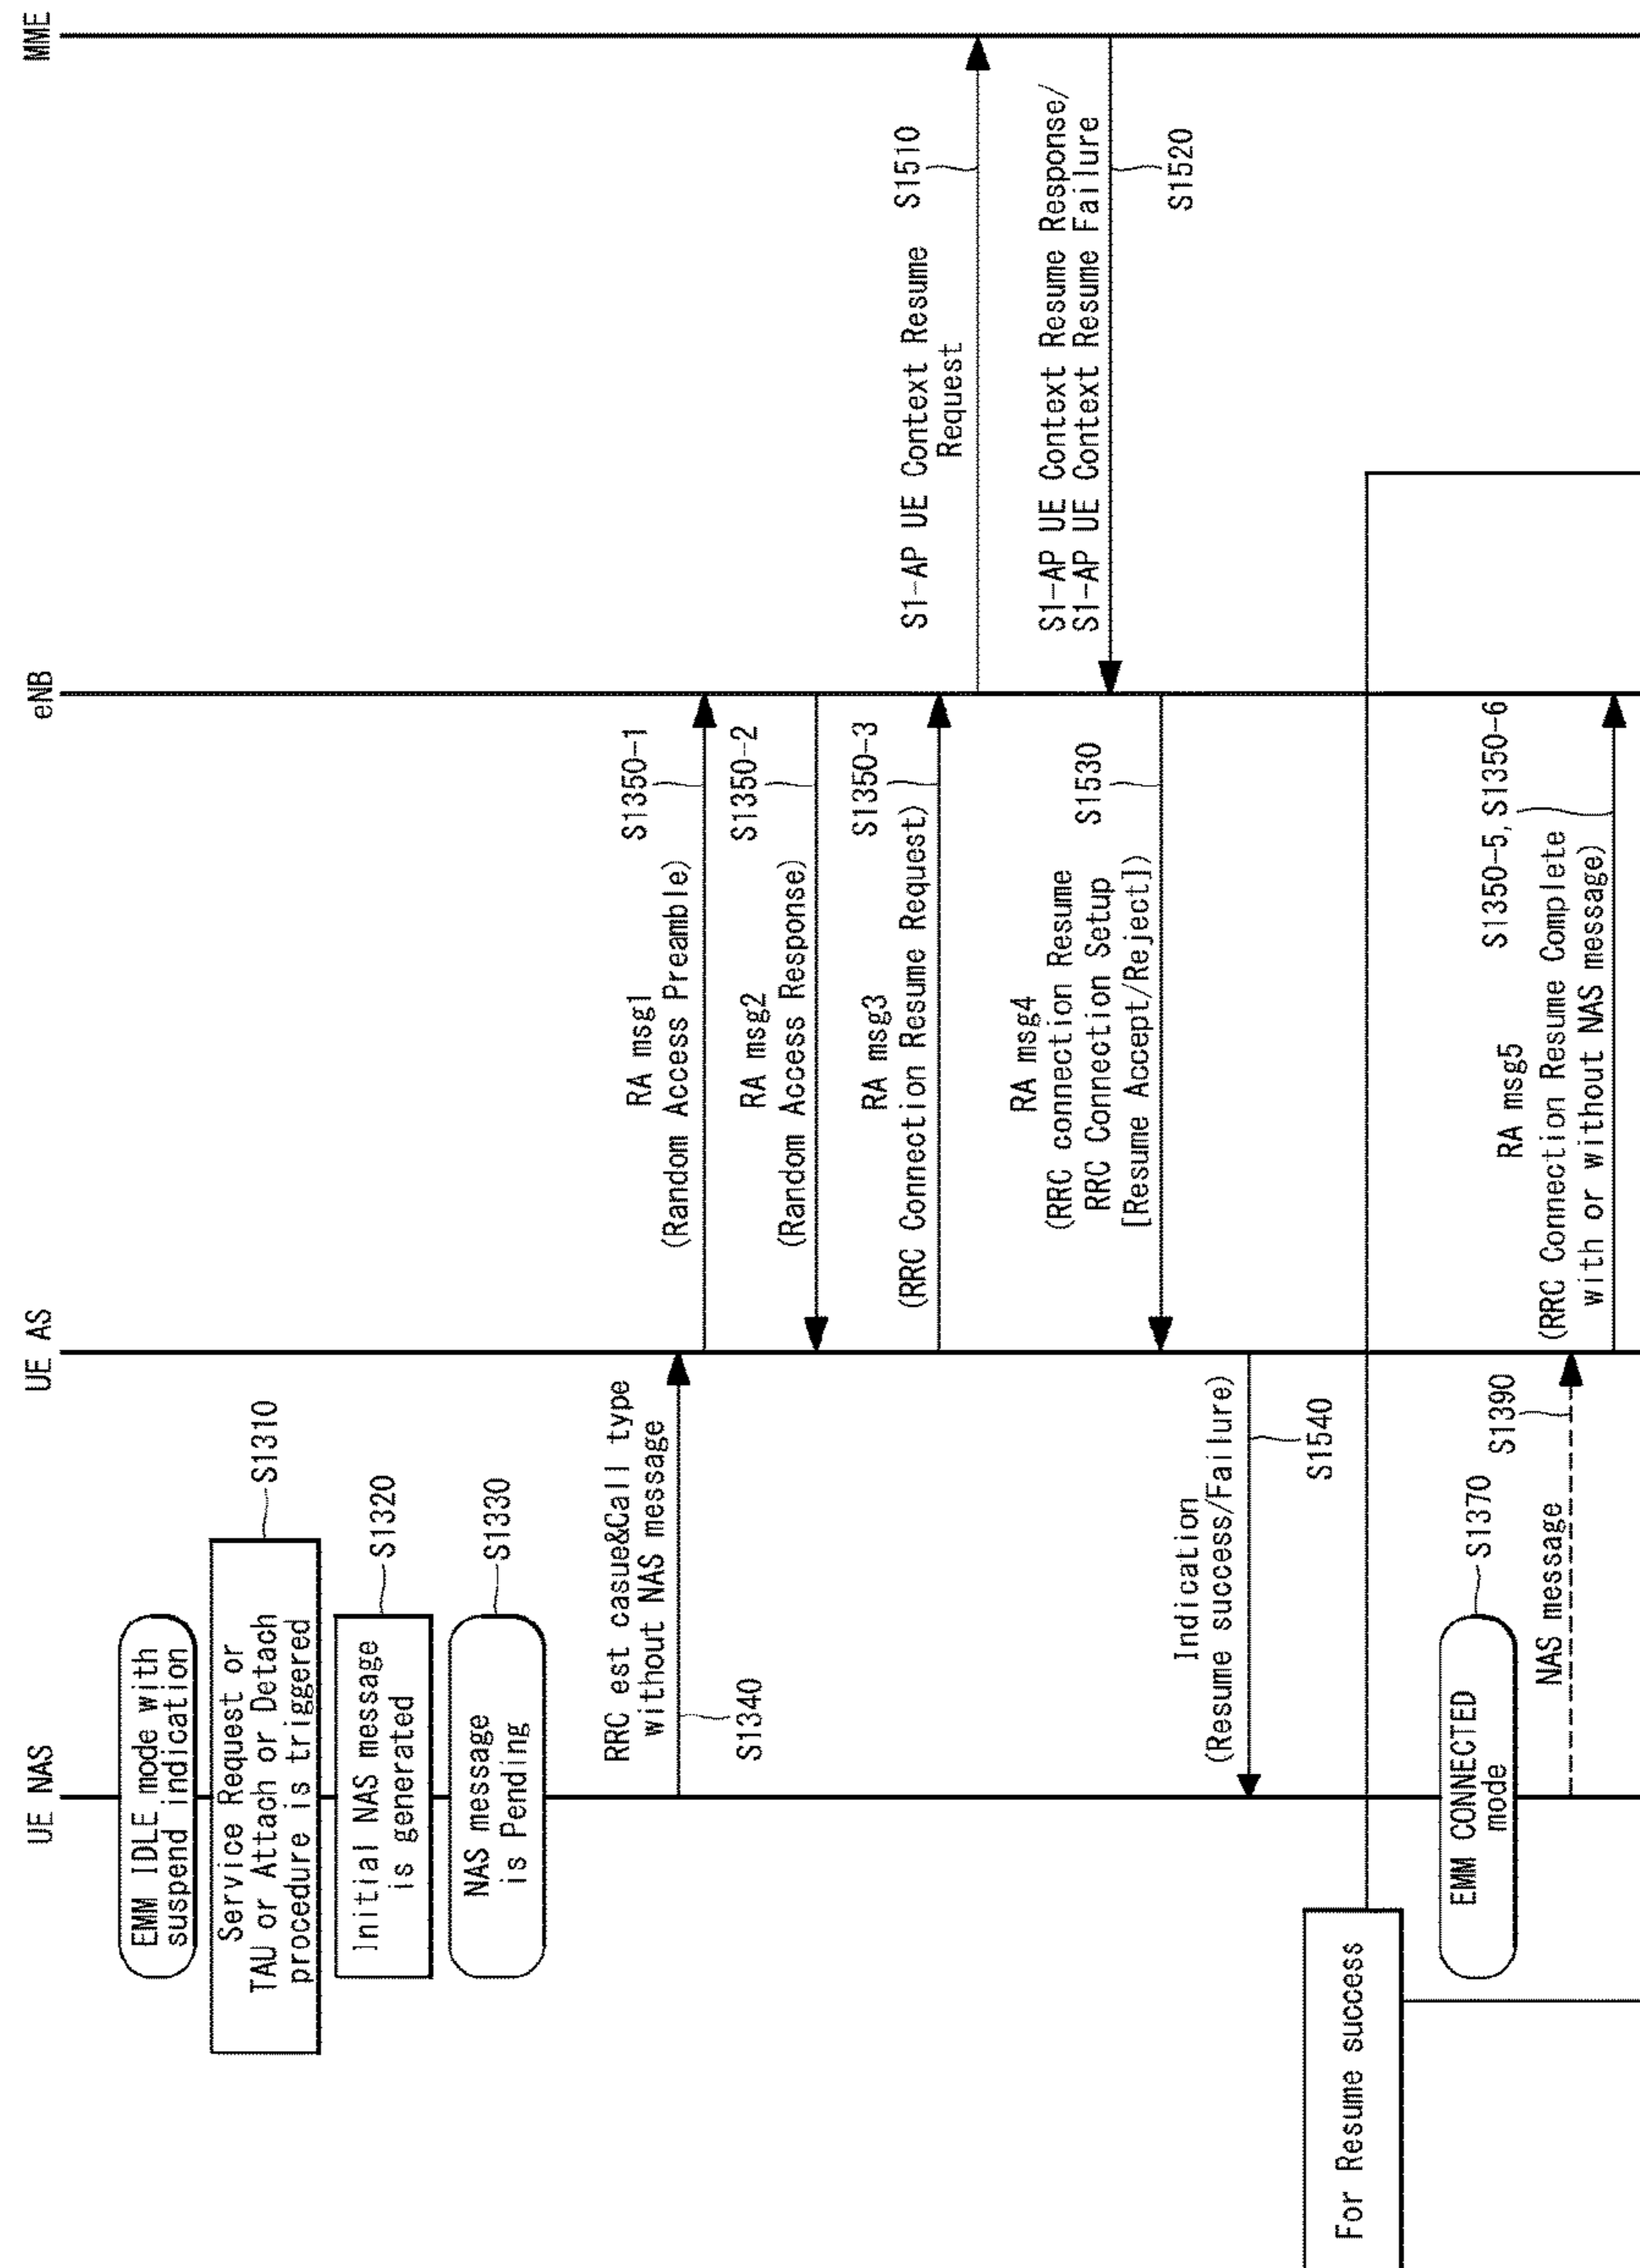 UE NAS
UE AS
eNB
MME
EMM IDLE mode with
suspend indication
Service Request or
TAU or Attach or Detach
procedure is triggered
S1310
Initial NAS message
is generated
S1320
NAS message
is Pending
S1330
RRC est casue&Call type
without NAS message
S1340
RA msg1
(Random Access Preamble)
S1350-1
RA msg2
(Random Access Response)
S1350-2
RA msg3
(RRC Connection Resume Request)
S1350-3
S1-AP UE Context Resume
Request
S1510
S1-AP UE Context Resume Response/
S1-AP UE Context Resume Failure
S1520
RA msg4
(RRC connection Resume
RRC Connection Setup
[Resume Accept/Reject])
S1530
Indication
(Resume success/Failure)
S1540
For Resume success
EMM CONNECTED
mode
S1370
NAS message
S1390
RA msg5
(RRC Connection Resume Complete
with or without NAS message)
S1350-5, S1350-6